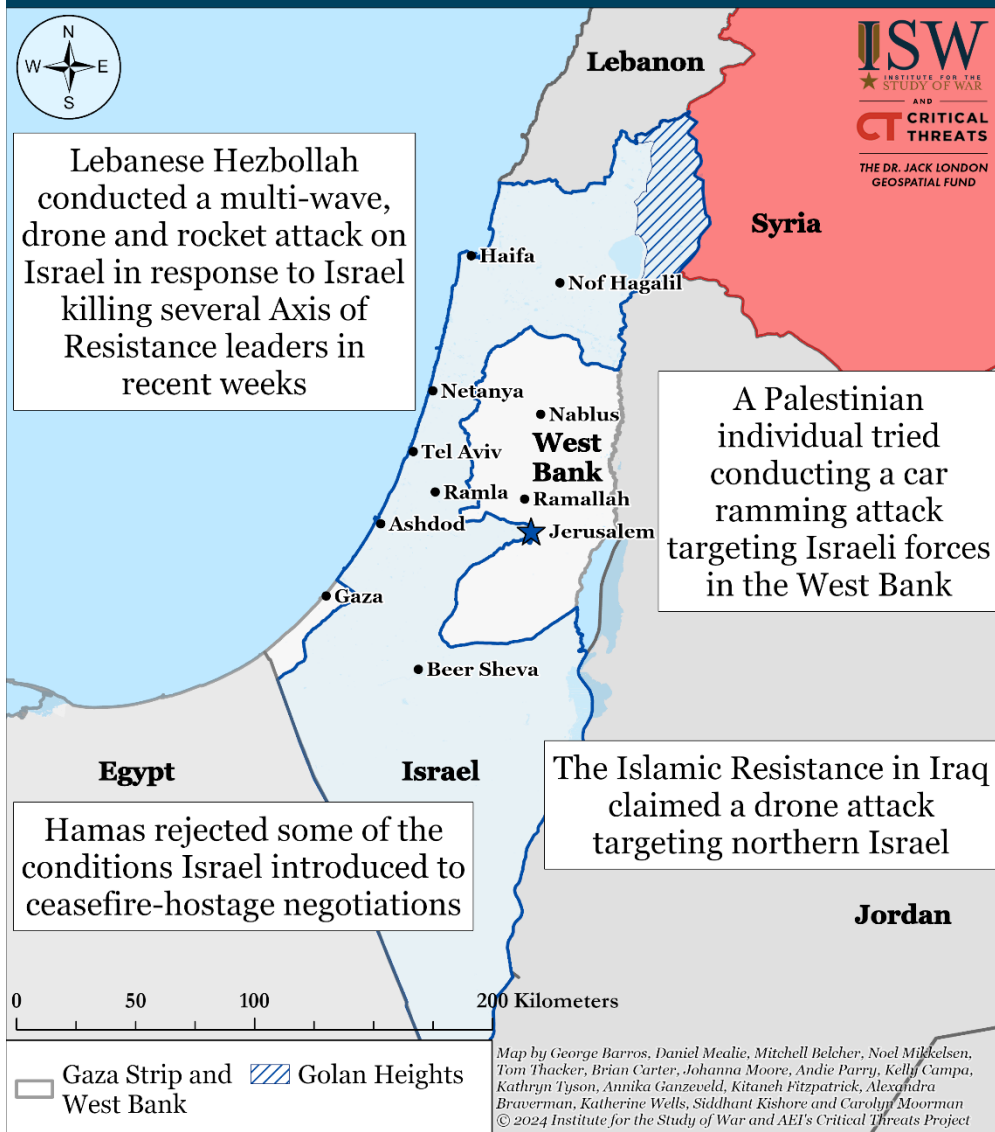 N
W
E
S
Lebanon
ISW
INSTITUTE FOR THE
STUDY OF WAR
AND
CT CRITICAL
THREATS
THE DR. JACK LONDON
GEOSPATIAL FUND
Lebanese Hezbollah
conducted a multi-wave,
drone and rocket attack on
Israel in response to Israel
killing several Axis of
Resistance leaders in
recent weeks
Syria
Haifa
Nof Hagalil
Netanya
Nablus
West
Bank
Tel Aviv
Ramla
Ramallah
Ashdod
Jerusalem
Gaza
Beer Sheva
A Palestinian
individual tried
conducting a car
ramming attack
targeting Israeli forces
in the West Bank
Egypt
Israel
The Islamic Resistance in Iraq
claimed a drone attack
targeting northern Israel
Hamas rejected some of the
conditions Israel introduced to
ceasefire-hostage negotiations
Jordan
0 50 100 200 Kilometers
Gaza Strip and
West Bank
Golan Heights
Map by George Barros, Daniel Mealie, Mitchell Belcher, Noel Mikkelsen,
Tom Thacker, Brian Carter, Johanna Moore, Andie Parry, Kelly Campa,
Kathryn Tyson, Annika Ganzeveld, Kitaneh Fitzpatrick, Alexandra
Braverman, Katherine Wells, Siddhant Kishore and Carolyn Moorman
© 2024 Institute for the Study of War and AEI's Critical Threats Project